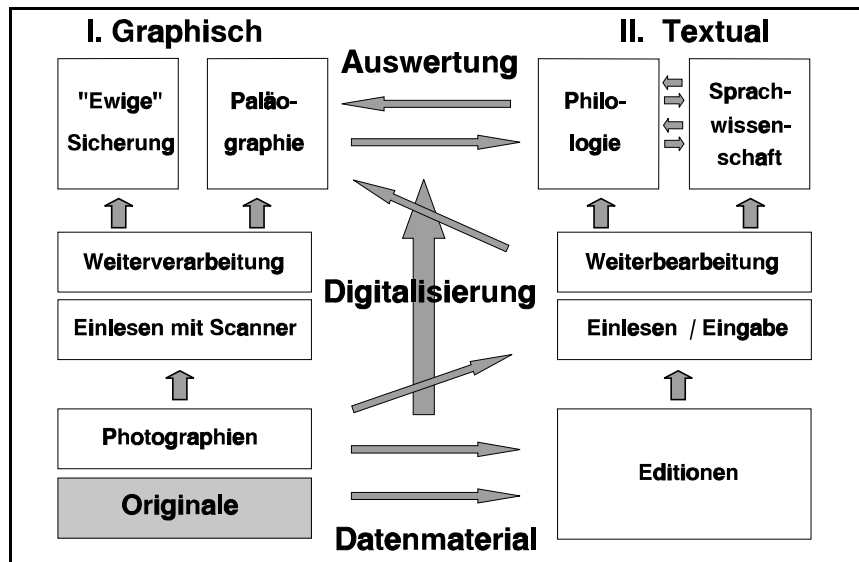 I. Graphisch
II. Textual
Auswertung
"Ewige"
Sicherung
Paläo-
graphie
Philo-
logie
Sprach-
wissen-
schaft
Weiterverarbeitung
Weiterbearbeitung
Digitalisierung
Einlesen mit Scanner
Einlesen / Eingabe
Photographien
Editionen
Originale
Datenmaterial